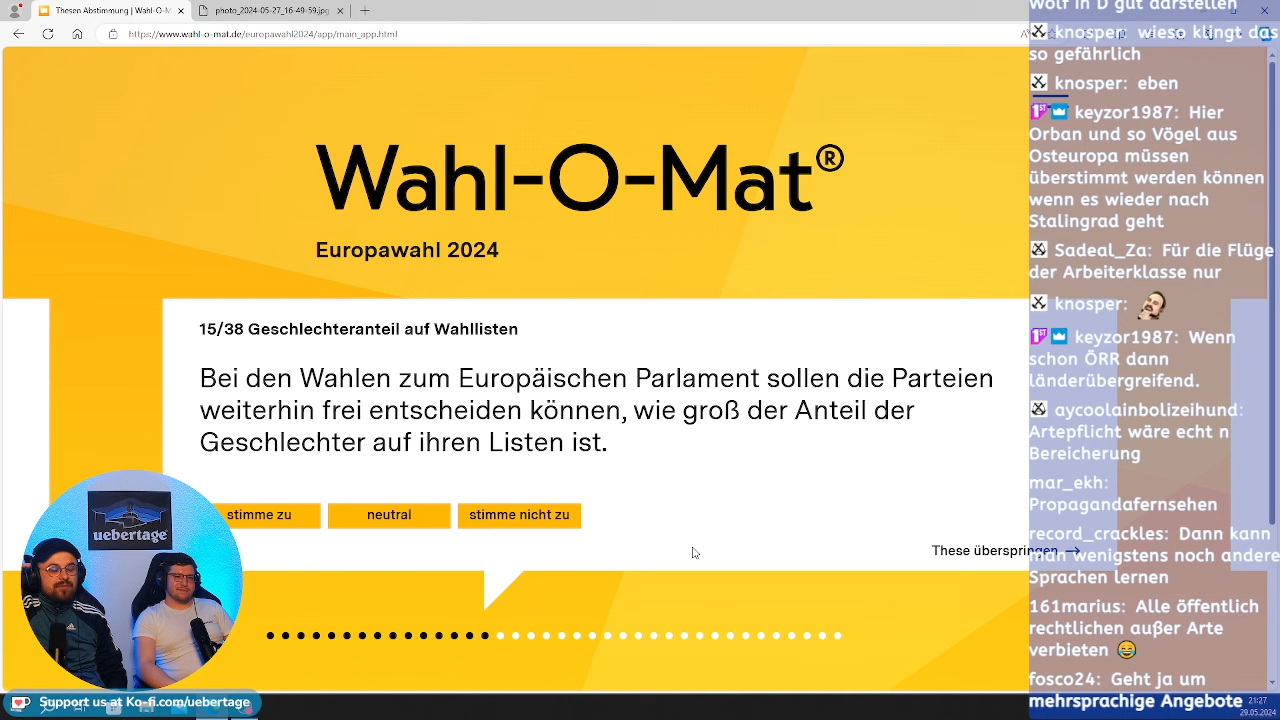 Thesen Abstimmung | Wahl-O-M
photo_2024-05-27_16-49-59.jpg
https://www.wahl-o-mat.de/europawahl2024/app/main_app.html
Wahl-O-Mat®
Europawahl 2024
15/38 Geschlechteranteil auf Wahllisten
Bei den Wahlen zum Europäischen Parlament sollen die Parteien
weiterhin frei entscheiden können, wie groß der Anteil der
Geschlechter auf ihren Listen ist.
stimme zu
neutral
stimme nicht zu
These überspringen →
uebertage
Support us at Ko-fi.com/uebertage
Wolf in D gut darstellen
knosper: wieso klingt das
so gefährlich
knosper: eben
keyzor1987: Hier
Orban und so Vögel aus
Osteuropa müssen
überstimmt werden können
wenn es wieder nach
Stalingrad geht
Sadeal_Za: Für die Flüge
der Arbeiterklasse nur
knosper:
keyzor1987: Wenn
schon ÖRR dann
länderübergreifend.
aycoolainbolizeihund:
Artepflicht wäre echt n
Bereicherung
mar_ekh:
Propagandafernsehen
record_crackles: Dann kann
man wenigstens noch andere
Sprachen lernen
161marius: Alle öffentlich
rechtlichen außer Arte
verbieten 😂
fosco24: Geht ja um
mehrsprachige Angebote
21:27
29.05.2024